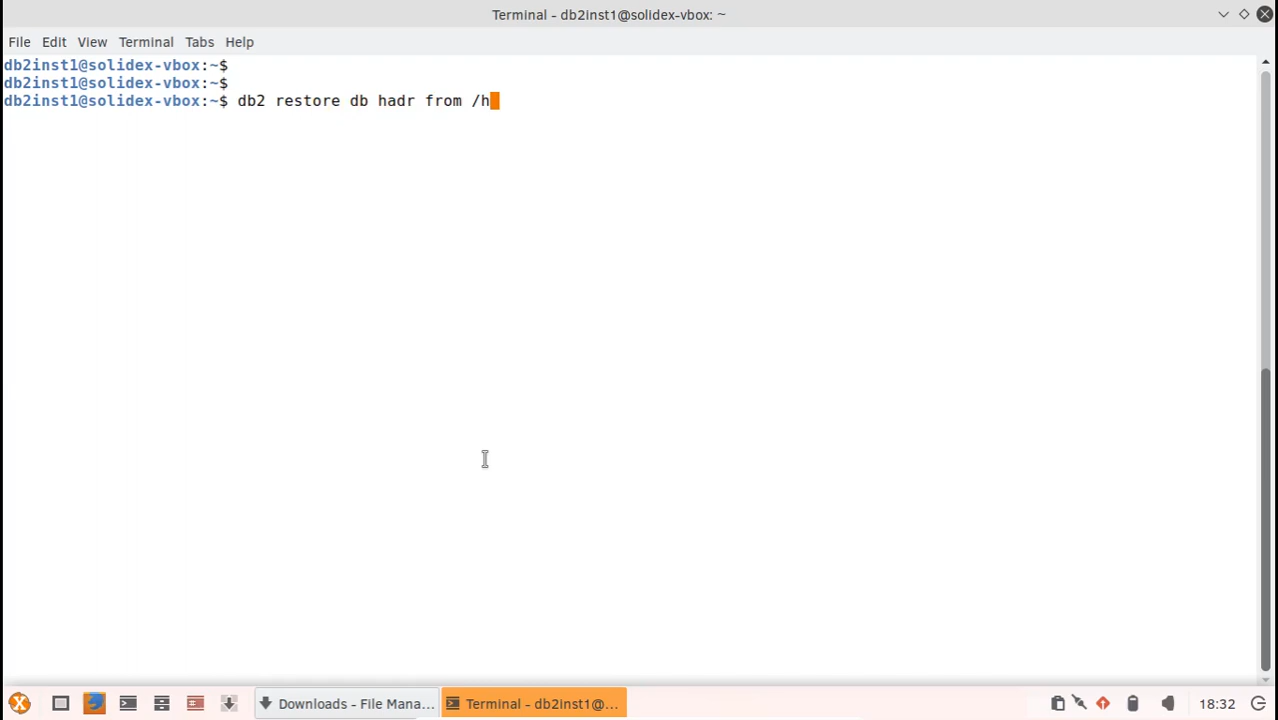 Terminal - db2inst1@solidex-vbox: ~
File Edit View Terminal Tabs Help
db2inst1@solidex-vbox:~$
db2inst1@solidex-vbox:~$
db2inst1@solidex-vbox:~$ db2 restore db hadr from /h
Downloads - File Mana... Terminal - db2inst1@... 18:32